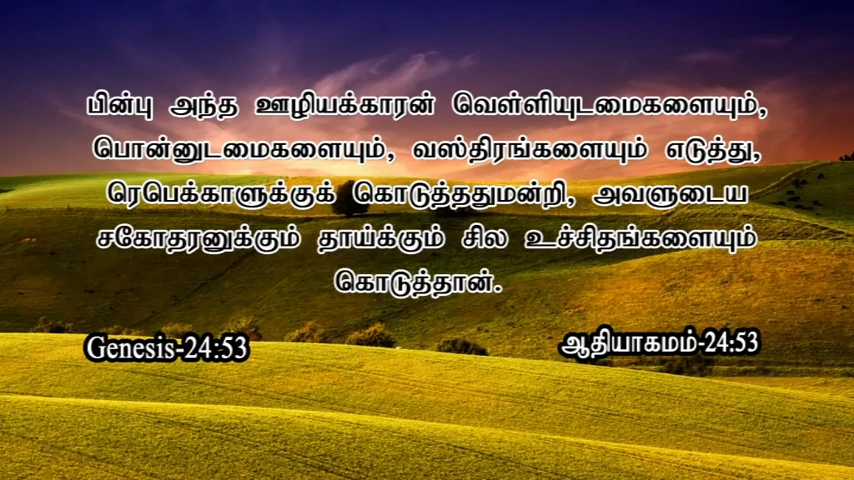 பின்பு அந்த ஊழியக்காரன் வெள்ளியுடமைகளையும்,
பொன்னுடமைகளையும், வஸ்திரங்களையும் எடுத்து,
ரெபெக்காளுக்குக் கொடுத்ததுமன்றி, அவளுடைய
சகோதரனுக்கும் தாய்க்கும் சில உச்சிதங்களையும்
கொடுத்தான்.
Genesis-24:53
ஆதியாகமம்-24:53